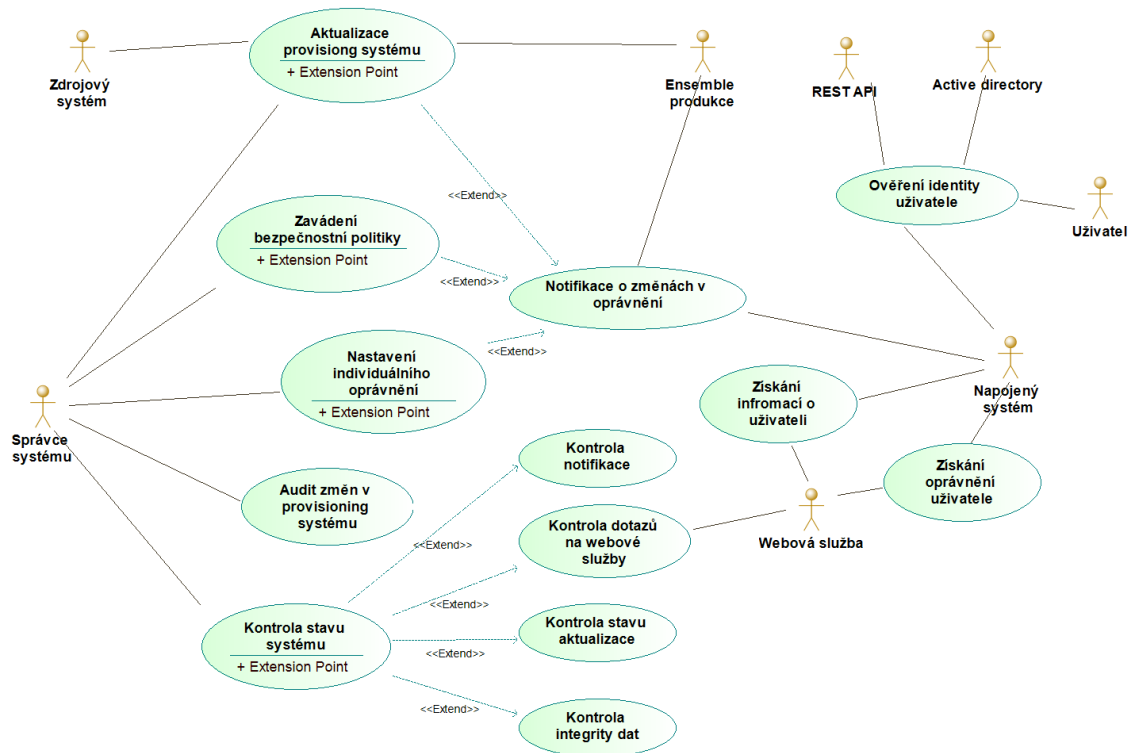 Aktualizace
provisiong systému
+ Extension Point
Zdrojový
systém
Ensemble
produkce
REST API
Active directory
Ověření identity
uživatele
Uživatel
<<Extend>>
Zavádení
bezpečnostní politiky
+ Extension Point
<<Extend>>
Notifikace o změnách v
oprávnění
<<Extend>>
Nastavení
individuálního
oprávnění
+ Extension Point
Správce
systému
Získání
infromací o
uživateli
Napojený
systém
Kontrola
notifikace
Získání
oprávnění
uživatele
Audit změn v
provisioning
systému
Kontrola dotazů
na webové
služby
Webová služba
<<Extend>>
<<Extend>>
Kontrola stavu
systému
+ Extension Point
Kontrola stavu
aktualizace
<<Extend>>
<<Extend>>
Kontrola
integrity dat